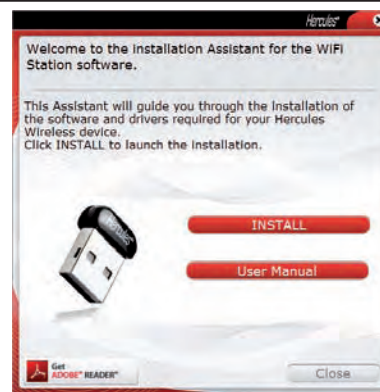 Hercules®
Welcome to the installation Assistant for the WiFi
Station software.
This Assistant will guide you through the installation of
the software and drivers required for your Hercules
Wireless device.
Click INSTALL to launch the installation.
hercules
INSTALL
User Manual
Get
ADOBE® READER®
Close